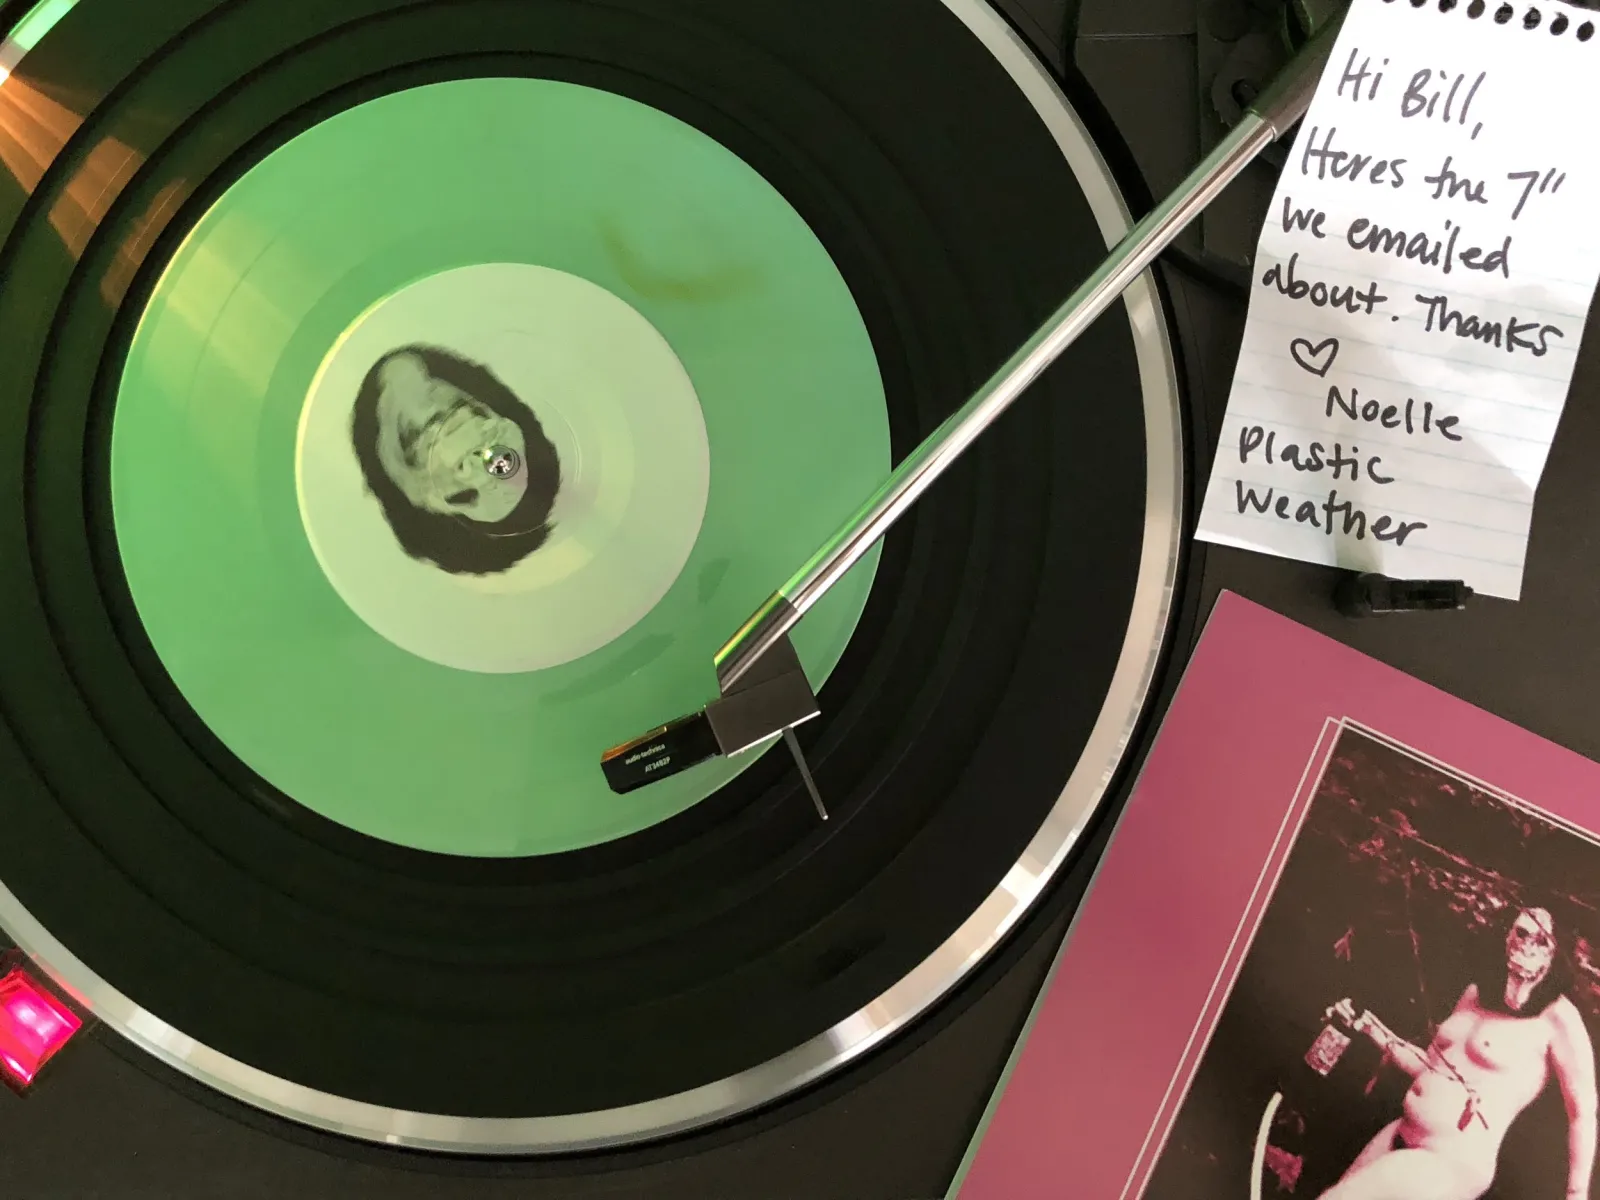 Hi Bill,
Heres the 7"
we emailed
about. Thanks
♡
Noelle
Plastic
Weather
audio-technica
AT3482P